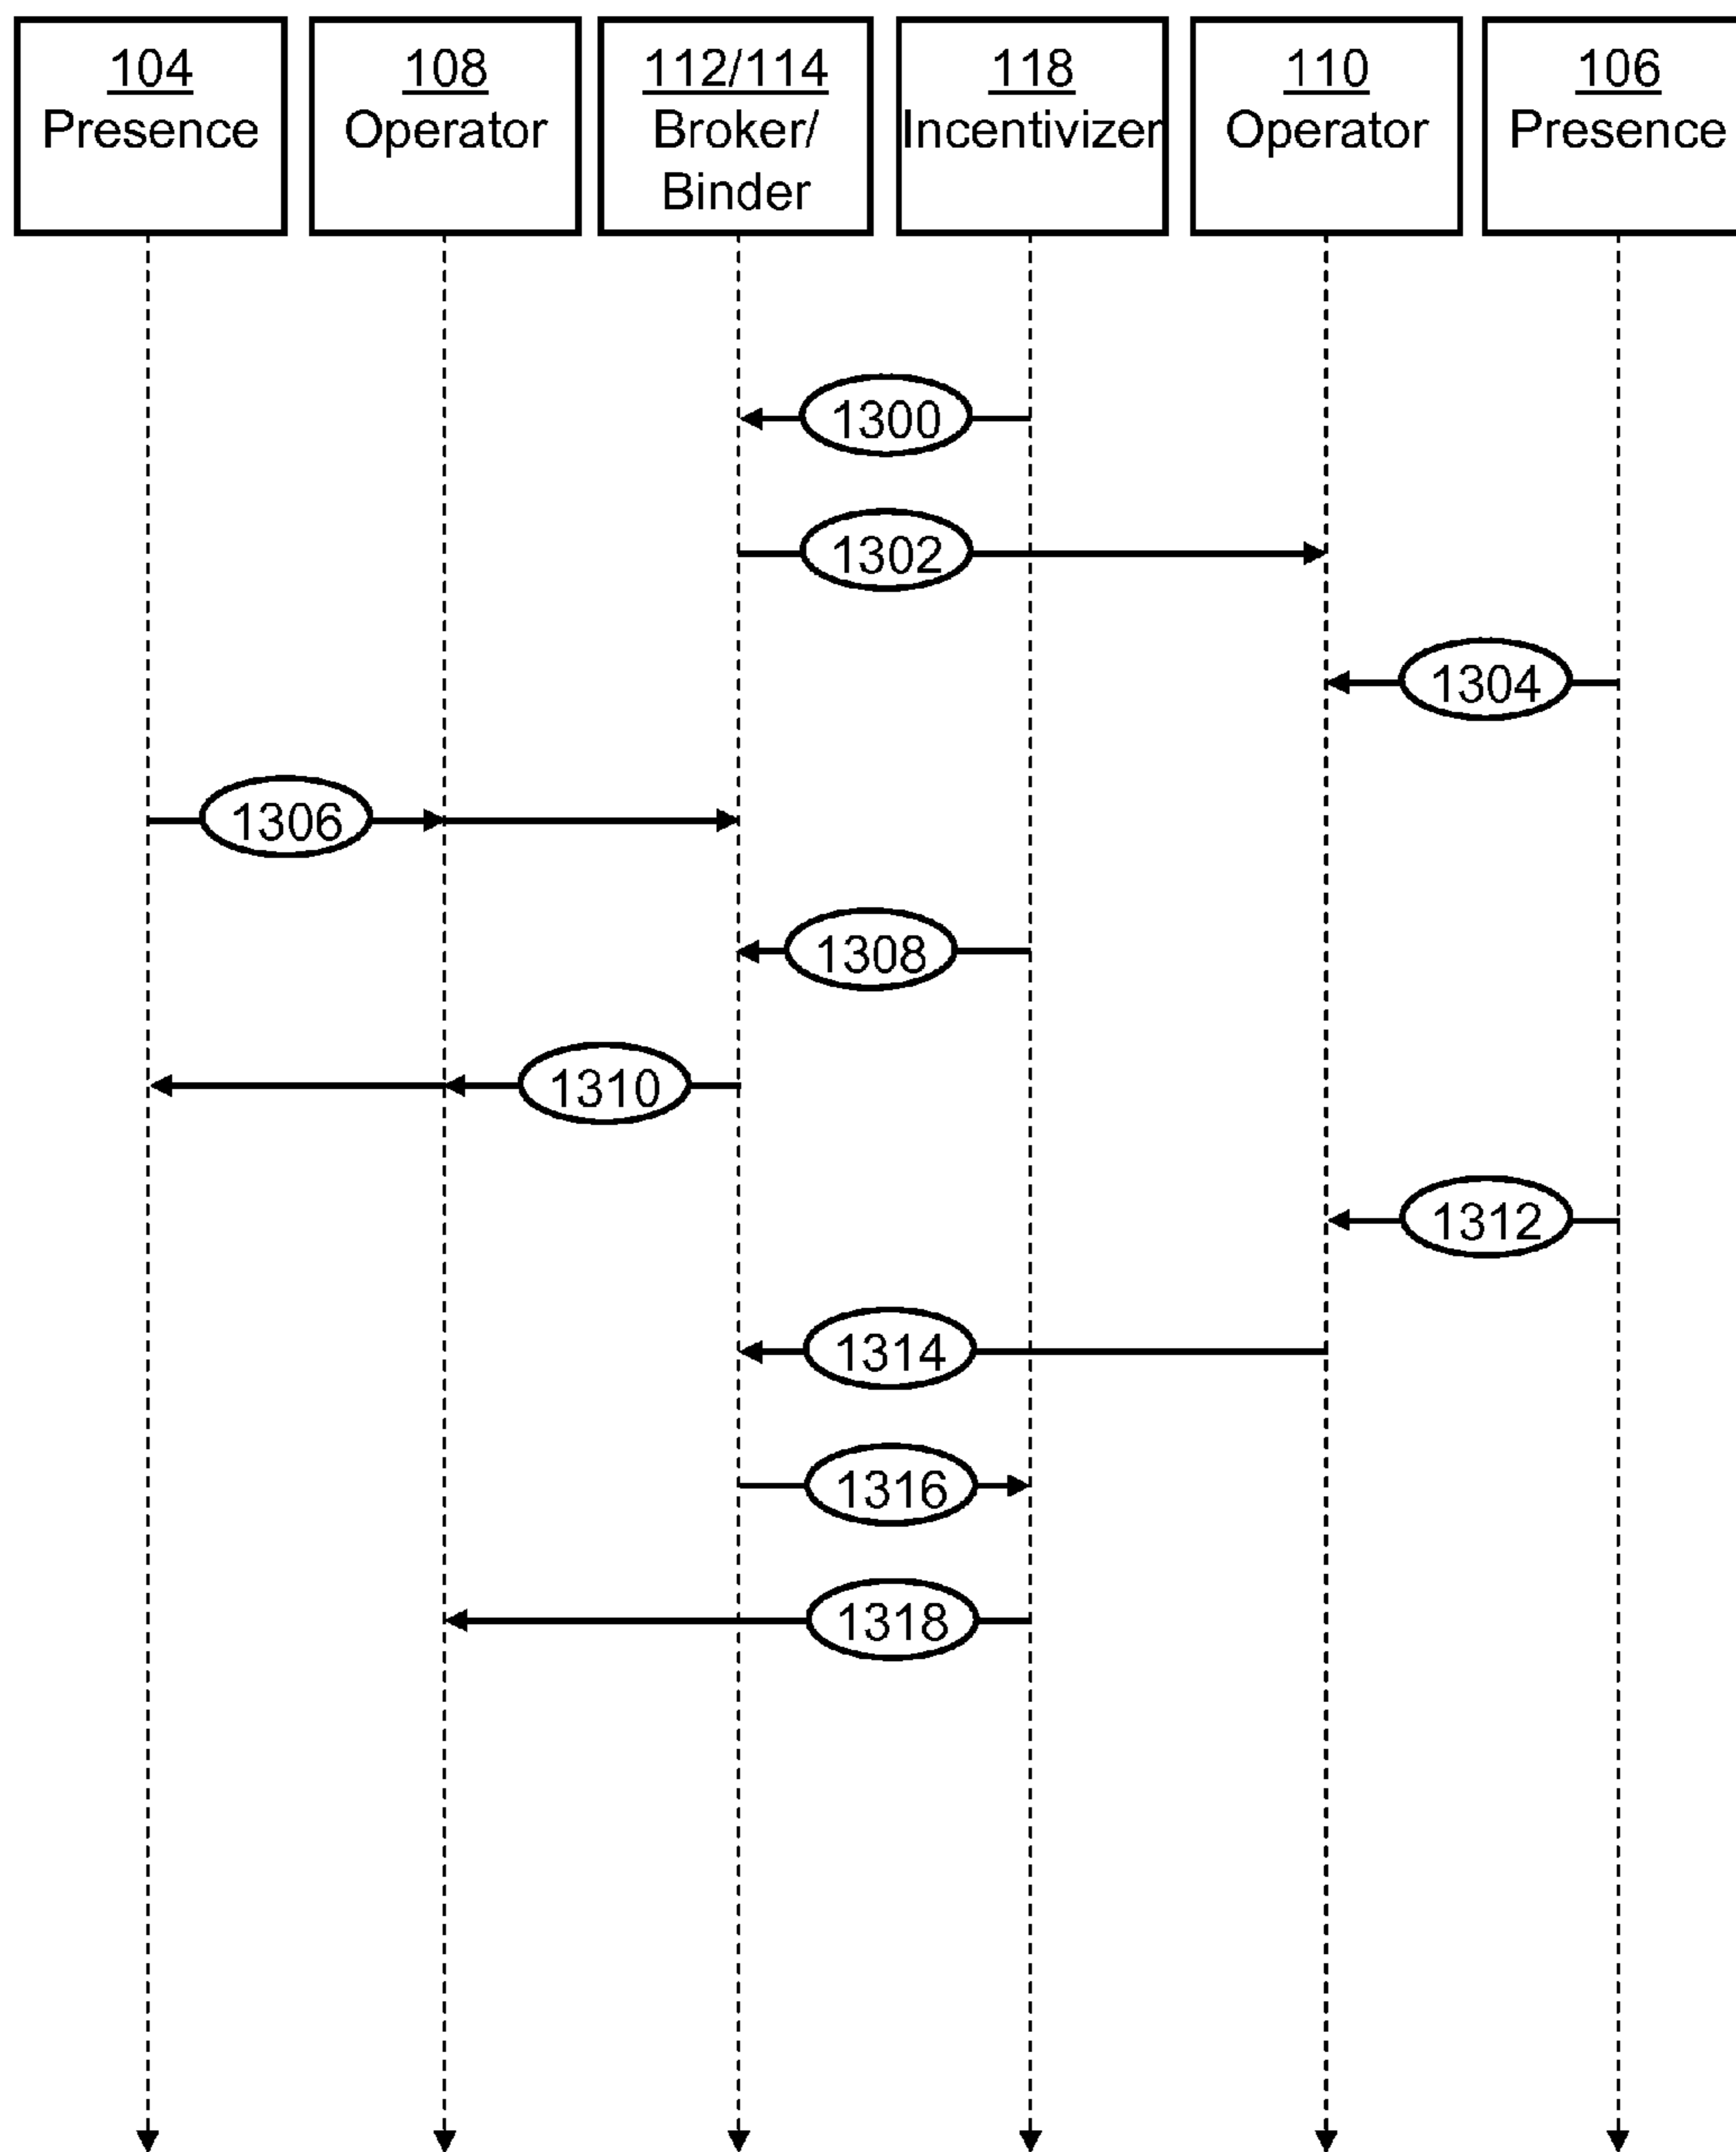 104
Presence
108
Operator
112/114
Broker/
Binder
118
Incentivizer
110
Operator
106
Presence
1300
1302
1304
1306
1308
1310
1312
1314
1316
1318